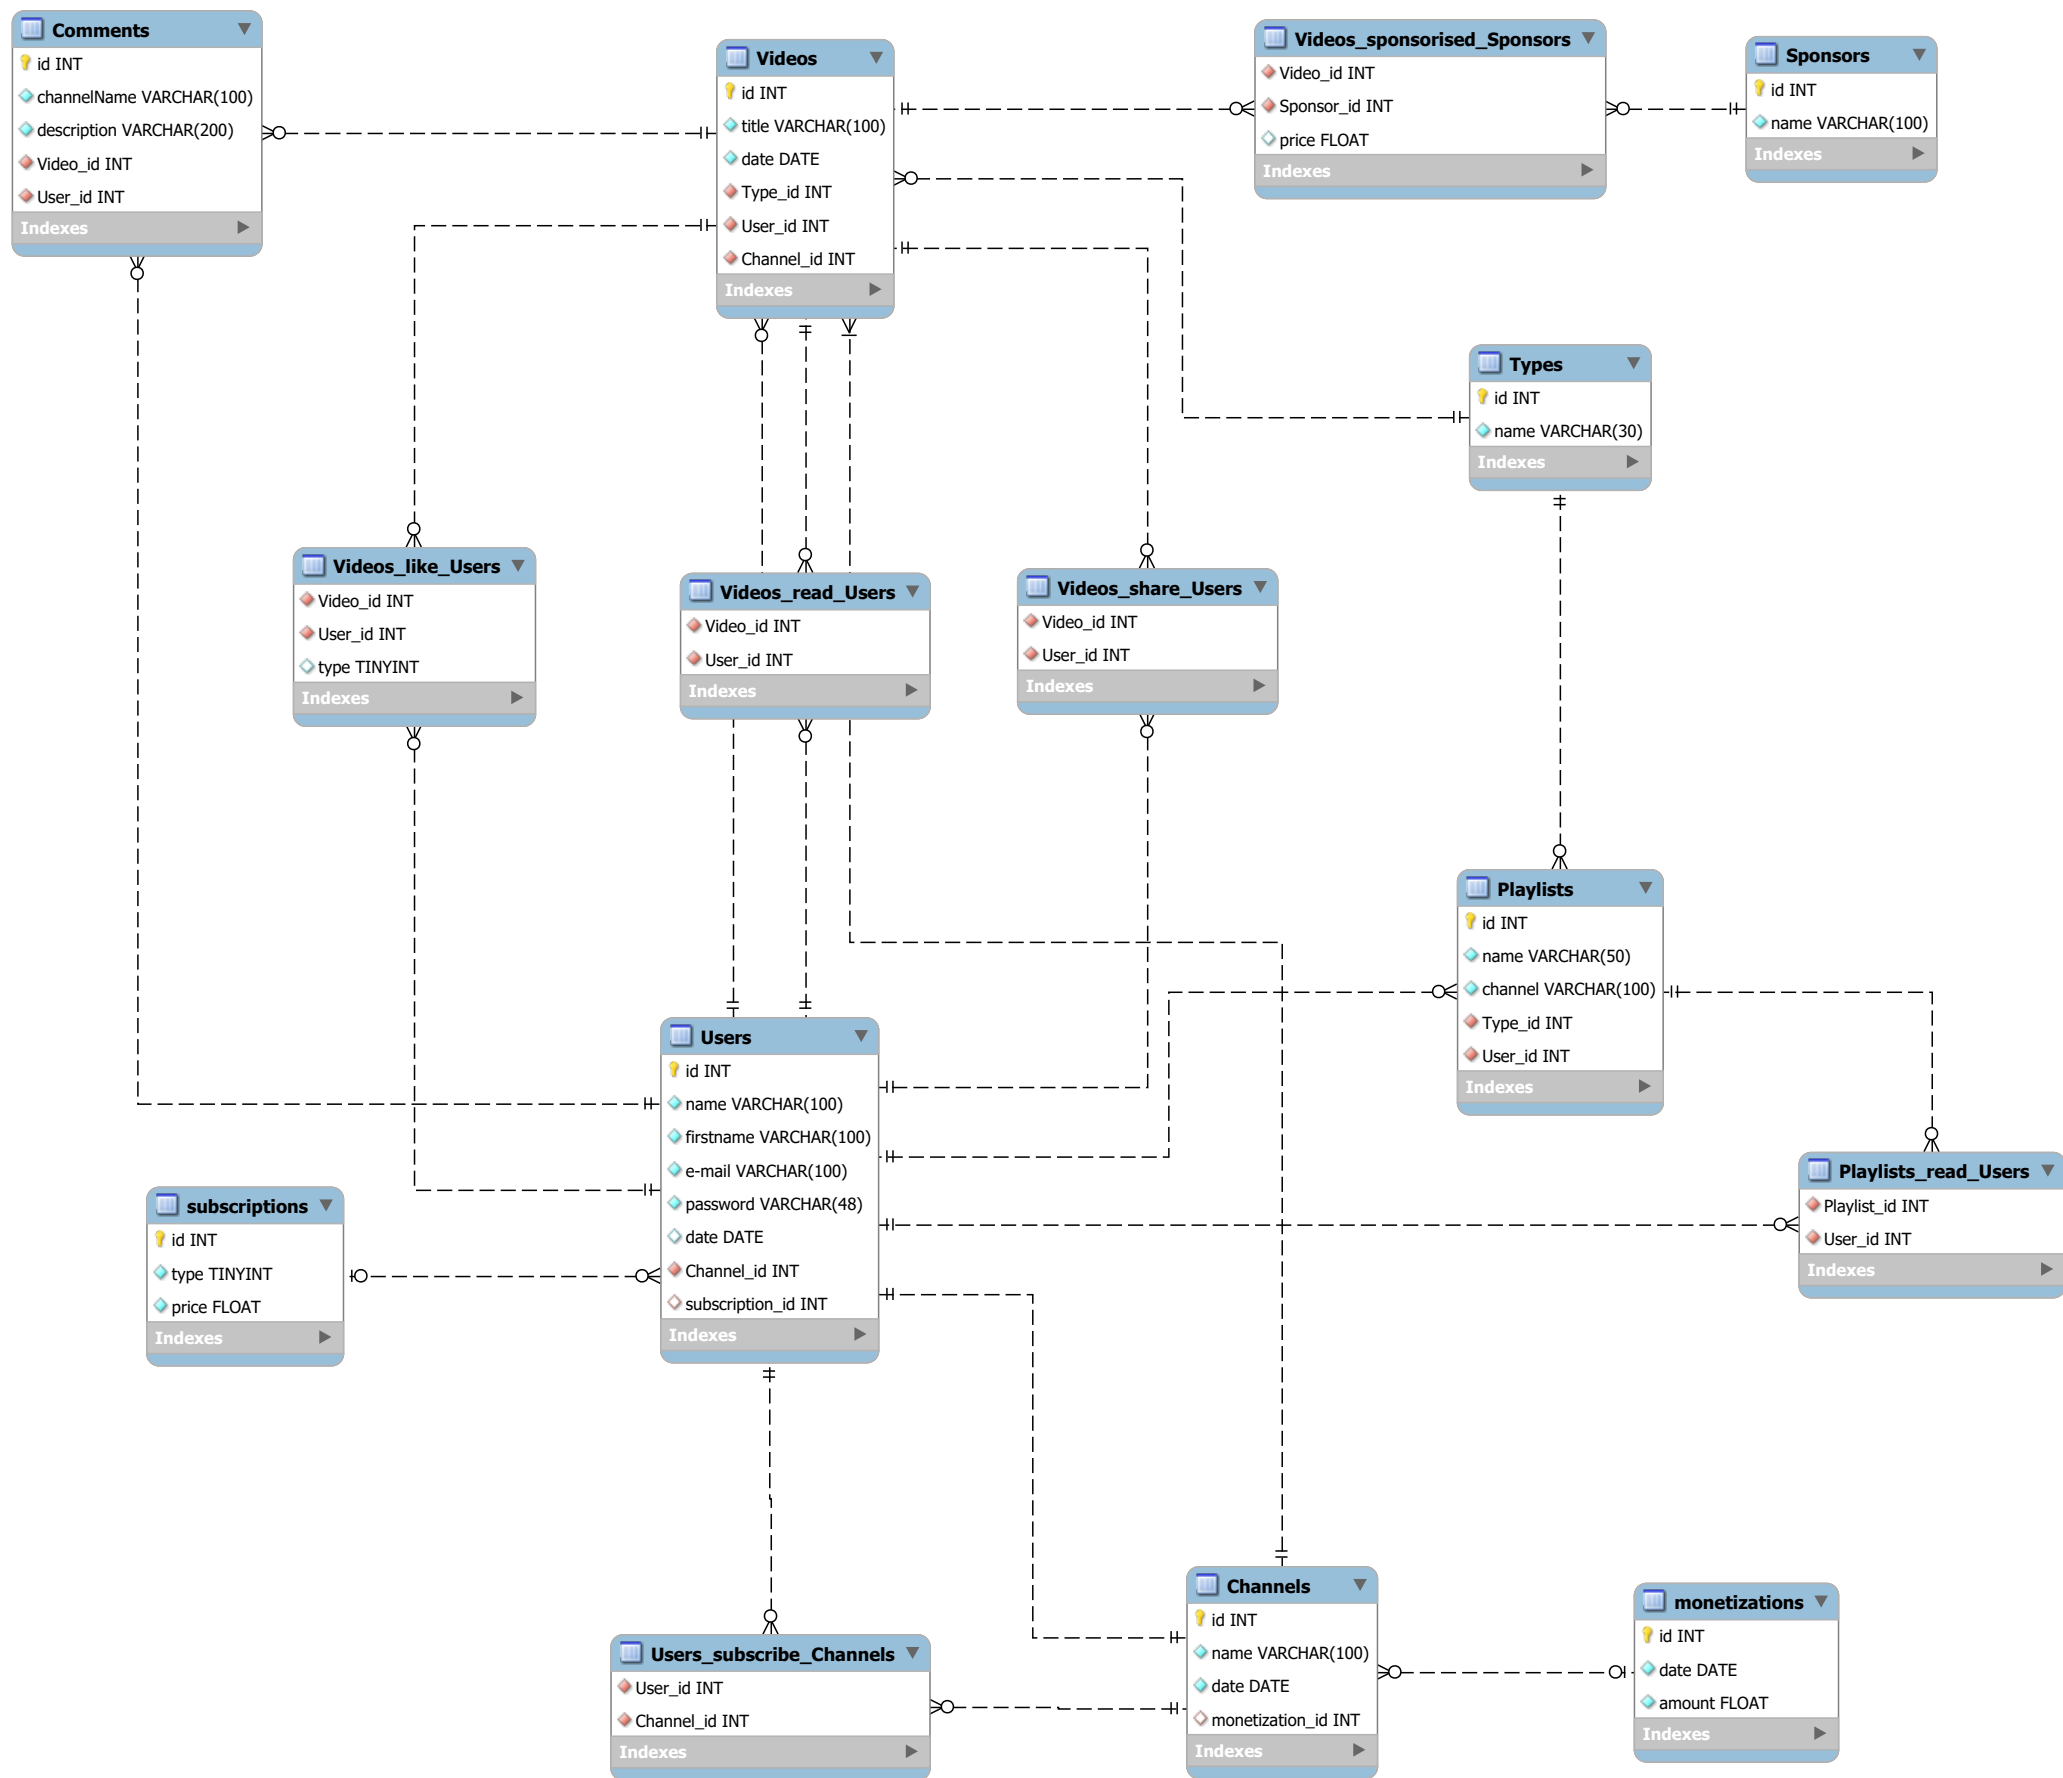 Comments
id INT
channelName VARCHAR(100)
description VARCHAR(200)
Video_id INT
User_id INT
Indexes
Videos
id INT
title VARCHAR(100)
date DATE
Type_id INT
User_id INT
Channel_id INT
Indexes
Videos_sponsorised_Sponsors
Video_id INT
Sponsor_id INT
price FLOAT
Indexes
Sponsors
id INT
name VARCHAR(100)
Indexes
Types
id INT
name VARCHAR(30)
Indexes
Videos_like_Users
Video_id INT
User_id INT
type TINYINT
Indexes
Videos_read_Users
Video_id INT
User_id INT
Indexes
Videos_share_Users
Video_id INT
User_id INT
Indexes
Playlists
id INT
name VARCHAR(50)
channel VARCHAR(100)
Type_id INT
User_id INT
Indexes
Users
id INT
name VARCHAR(100)
firstname VARCHAR(100)
e-mail VARCHAR(100)
password VARCHAR(48)
date DATE
Channel_id INT
subscription_id INT
Indexes
Playlists_read_Users
Playlist_id INT
User_id INT
Indexes
subscriptions
id INT
type TINYINT
price FLOAT
Indexes
Users_subscribe_Channels
User_id INT
Channel_id INT
Indexes
Channels
id INT
name VARCHAR(100)
date DATE
monetization_id INT
Indexes
monetizations
id INT
date DATE
amount FLOAT
Indexes